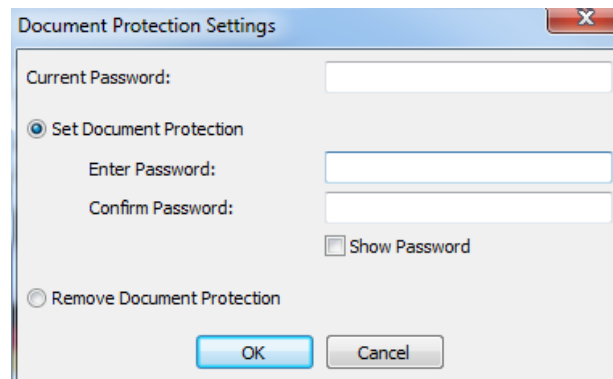 Document Protection Settings
Current Password:
Set Document Protection
Enter Password:
Confirm Password:
Show Password
Remove Document Protection
OK Cancel